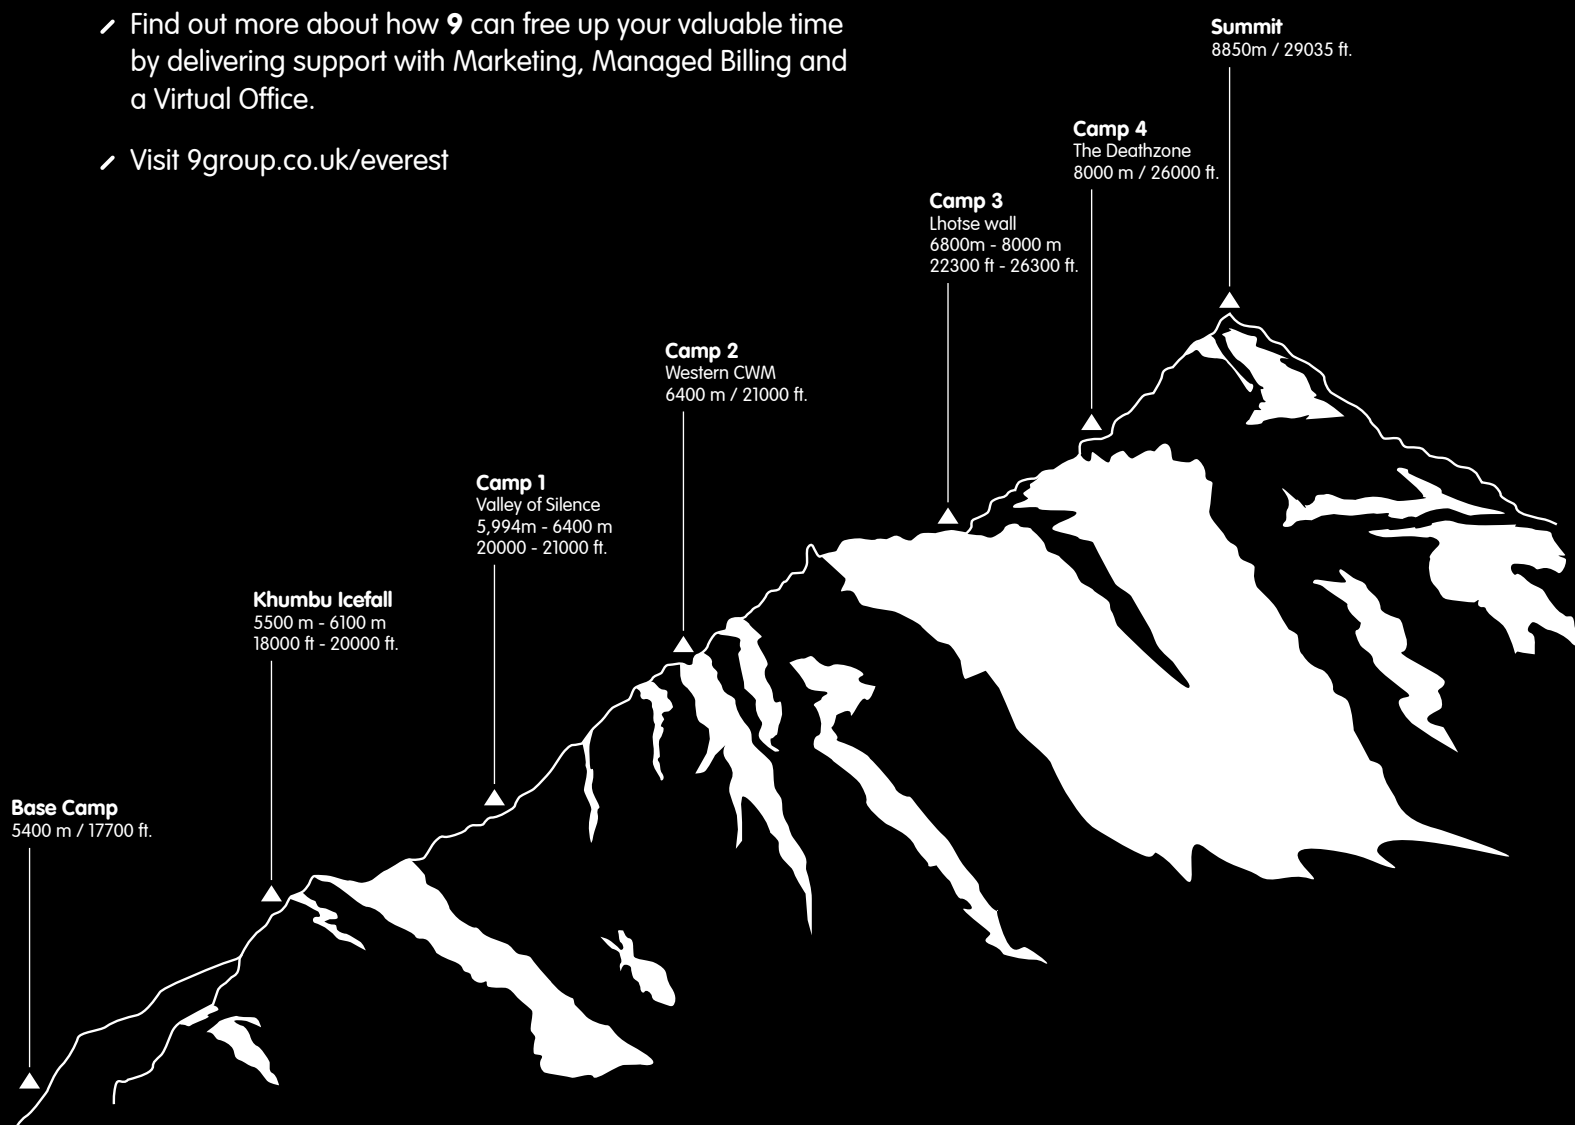 Find out more about how 9 can free up your valuable time
by delivering support with Marketing, Managed Billing and
a Virtual Office.
Visit 9group.co.uk/everest
Summit
8850m / 29035 ft.
Camp 4
The Deathzone
8000 m / 26000 ft.
Camp 3
Lhotse wall
6800m - 8000 m
22300 ft - 26300 ft.
Camp 2
Western CWM
6400 m / 21000 ft.
Camp 1
Valley of Silence
5,994m - 6400 m
20000 - 21000 ft.
Khumbu Icefall
5500 m - 6100 m
18000 ft - 20000 ft.
Base Camp
5400 m / 17700 ft.